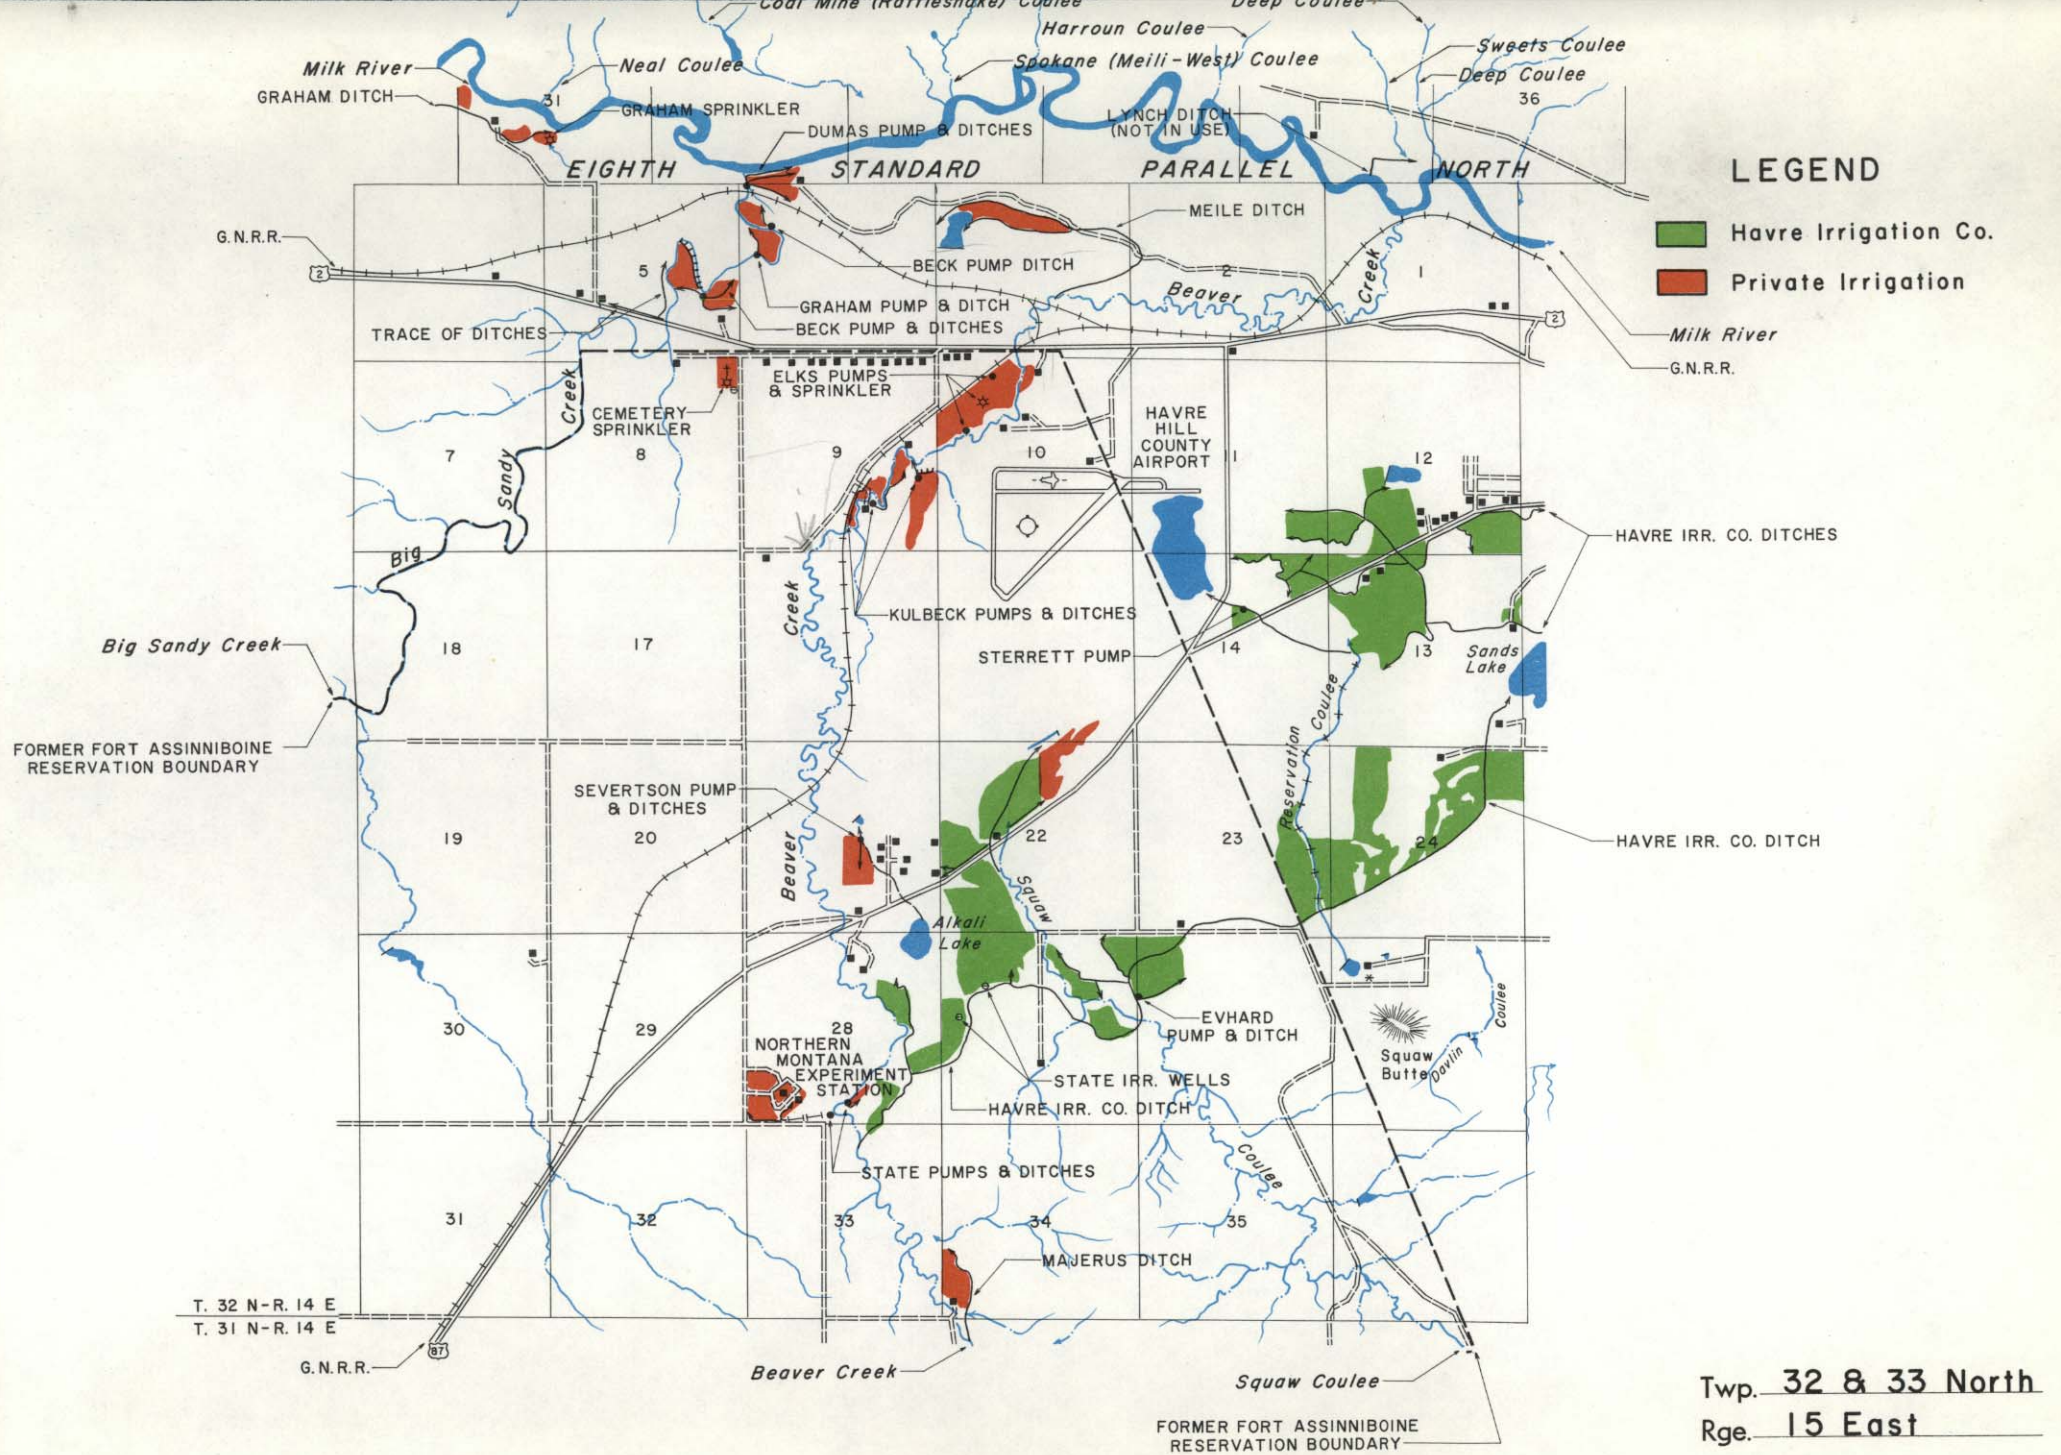 Coal Mine (Rattlesnake) Coulee
Deep Coulee
Harroun Coulee
Sweets Coulee
Milk River
Neal Coulee
Spokane (Meili-West) Coulee
Deep Coulee
GRAHAM DITCH
31
GRAHAM SPRINKLER
36
DUMAS PUMP & DITCHES
LYNCH DITCH
(NOT IN USE)
EIGHTH STANDARD PARALLEL NORTH
LEGEND
Havre Irrigation Co.
Private Irrigation
MEILE DITCH
G.N.R.R.
2
5
BECK PUMP DITCH
2
1
Beaver
Creek
GRAHAM PUMP & DITCH
BECK PUMP & DITCHES
TRACE OF DITCHES
2
Milk River
G.N.R.R.
ELKS PUMPS
& SPRINKLER
CEMETERY
SPRINKLER
HAVRE
HILL
COUNTY
AIRPORT
7
8
9
10
11
12
Creek
Sandy
Big
HAVRE IRR. CO. DITCHES
Creek
KULBECK PUMPS & DITCHES
Big Sandy Creek
18
17
STERRETT PUMP
14
13
Sands
Lake
FORMER FORT ASSINNIBOINE
RESERVATION BOUNDARY
Reservation
Coulee
SEVERTSON PUMP
& DITCHES
19
20
22
23
24
HAVRE IRR. CO. DITCH
Beaver
Squaw
Alkali
Lake
30
29
28
EVHARD
PUMP & DITCH
NORTHERN
MONTANA
EXPERIMENT
STATION
Squaw
Butte
Davlin
Coulee
STATE IRR. WELLS
HAVRE IRR. CO. DITCH
STATE PUMPS & DITCHES
Coulee
31
32
33
34
35
MAJERUS DITCH
T. 32 N-R. 14 E
T. 31 N-R. 14 E
87
G.N.R.R.
Beaver Creek
Squaw Coulee
FORMER FORT ASSINNIBOINE
RESERVATION BOUNDARY
Twp. 32 & 33 North
Rge. 15 East